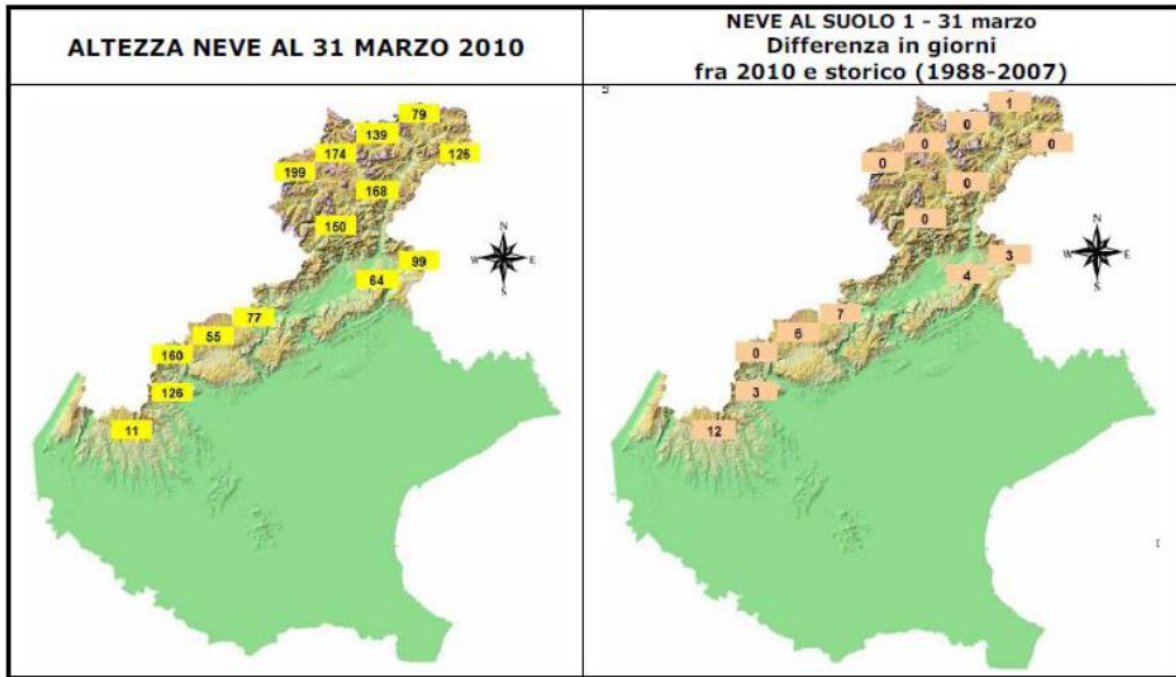 ALTEZZA NEVE AL 31 MARZO 2010
79
139
174
126
199
168
150
N
W E
S
99
64
77
55
160
126
11
NEVE AL SUOLO 1 - 31 marzo
Differenza in giorni
fra 2010 e storico (1988-2007)
1
0
0
0
0
0
0
N
W E
S
3
4
7
6
0
3
12